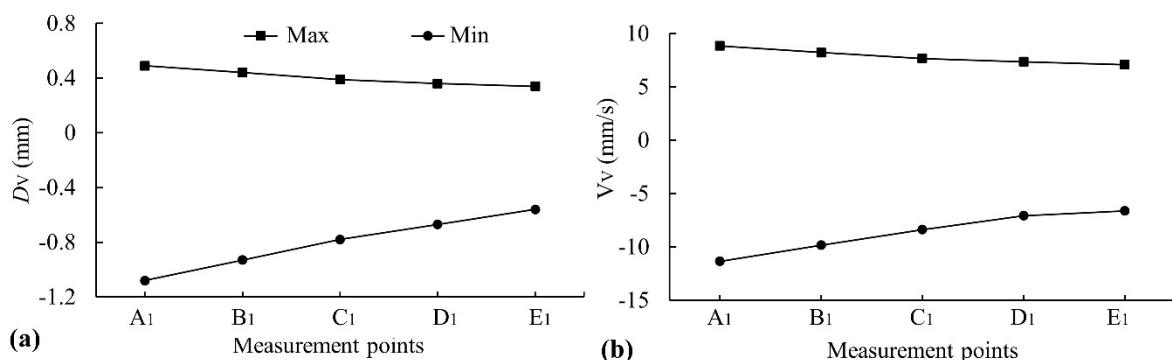 0.8
0.4
0
-0.4
-0.8
-1.2
Dv (mm)
Max
Min
A1 B1 C1 D1 E1
Measurement points
(a)
10
5
0
-5
-10
-15
Vv (mm/s)
A1 B1 C1 D1 E1
Measurement points
(b)